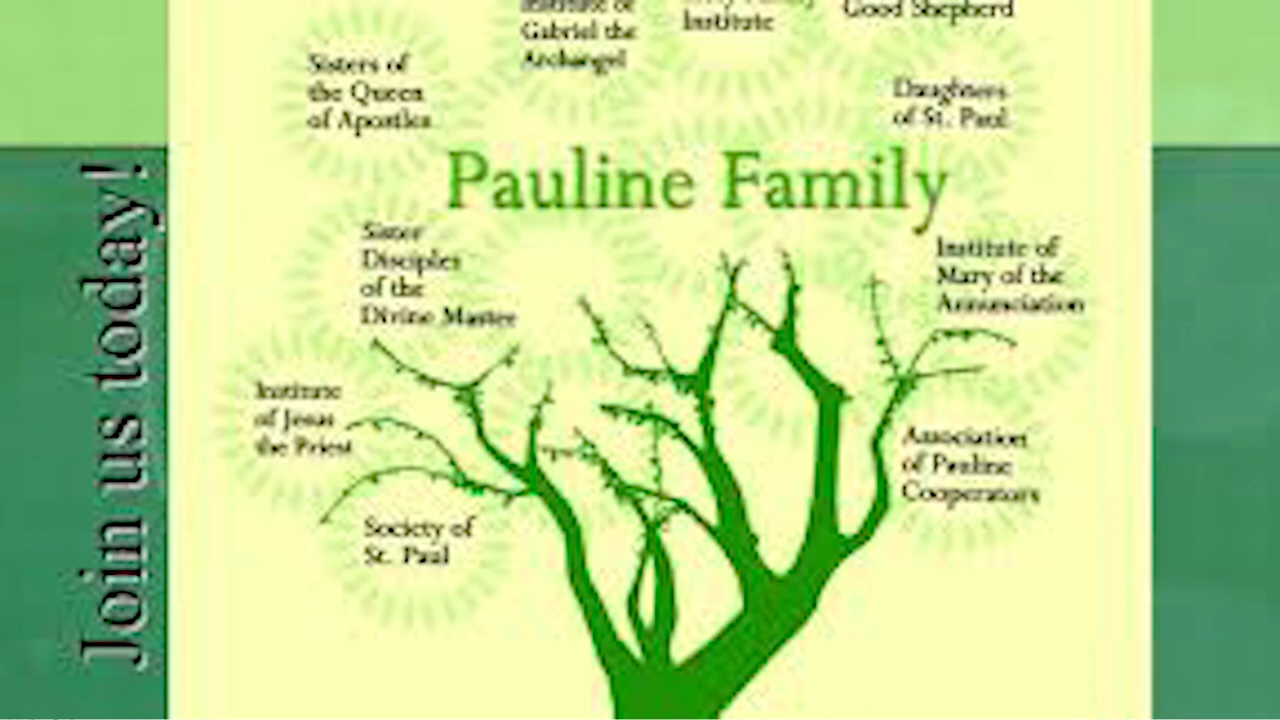 Institute of
Gabriel the
Archangel
Institute
Good Shepherd
Sisters of
the Queen
of Apostles
Daughters
of St. Paul
Pauline Family
Sister
Disciples
of the
Divine Master
Institute of
Mary of the
Annunciation
Institute
of Jesus
the Priest
Association
of Pauline
Cooperators
Society of
St. Paul
Join us today!